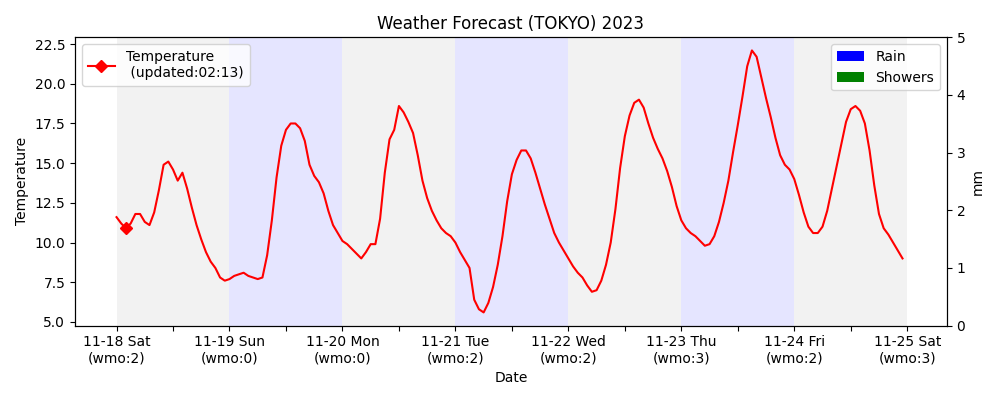 Weather Forecast (TOKYO) 2023
Temperature
(updated:02:13)
Rain
Showers
22.5
20.0
17.5
15.0
12.5
10.0
7.5
5.0
Temperature
5
4
3
2
1
0
mm
11-18 Sat
(wmo:2)
11-19 Sun
(wmo:0)
11-20 Mon
(wmo:0)
11-21 Tue
(wmo:2)
11-22 Wed
(wmo:2)
11-23 Thu
(wmo:3)
11-24 Fri
(wmo:2)
11-25 Sat
(wmo:3)
Date